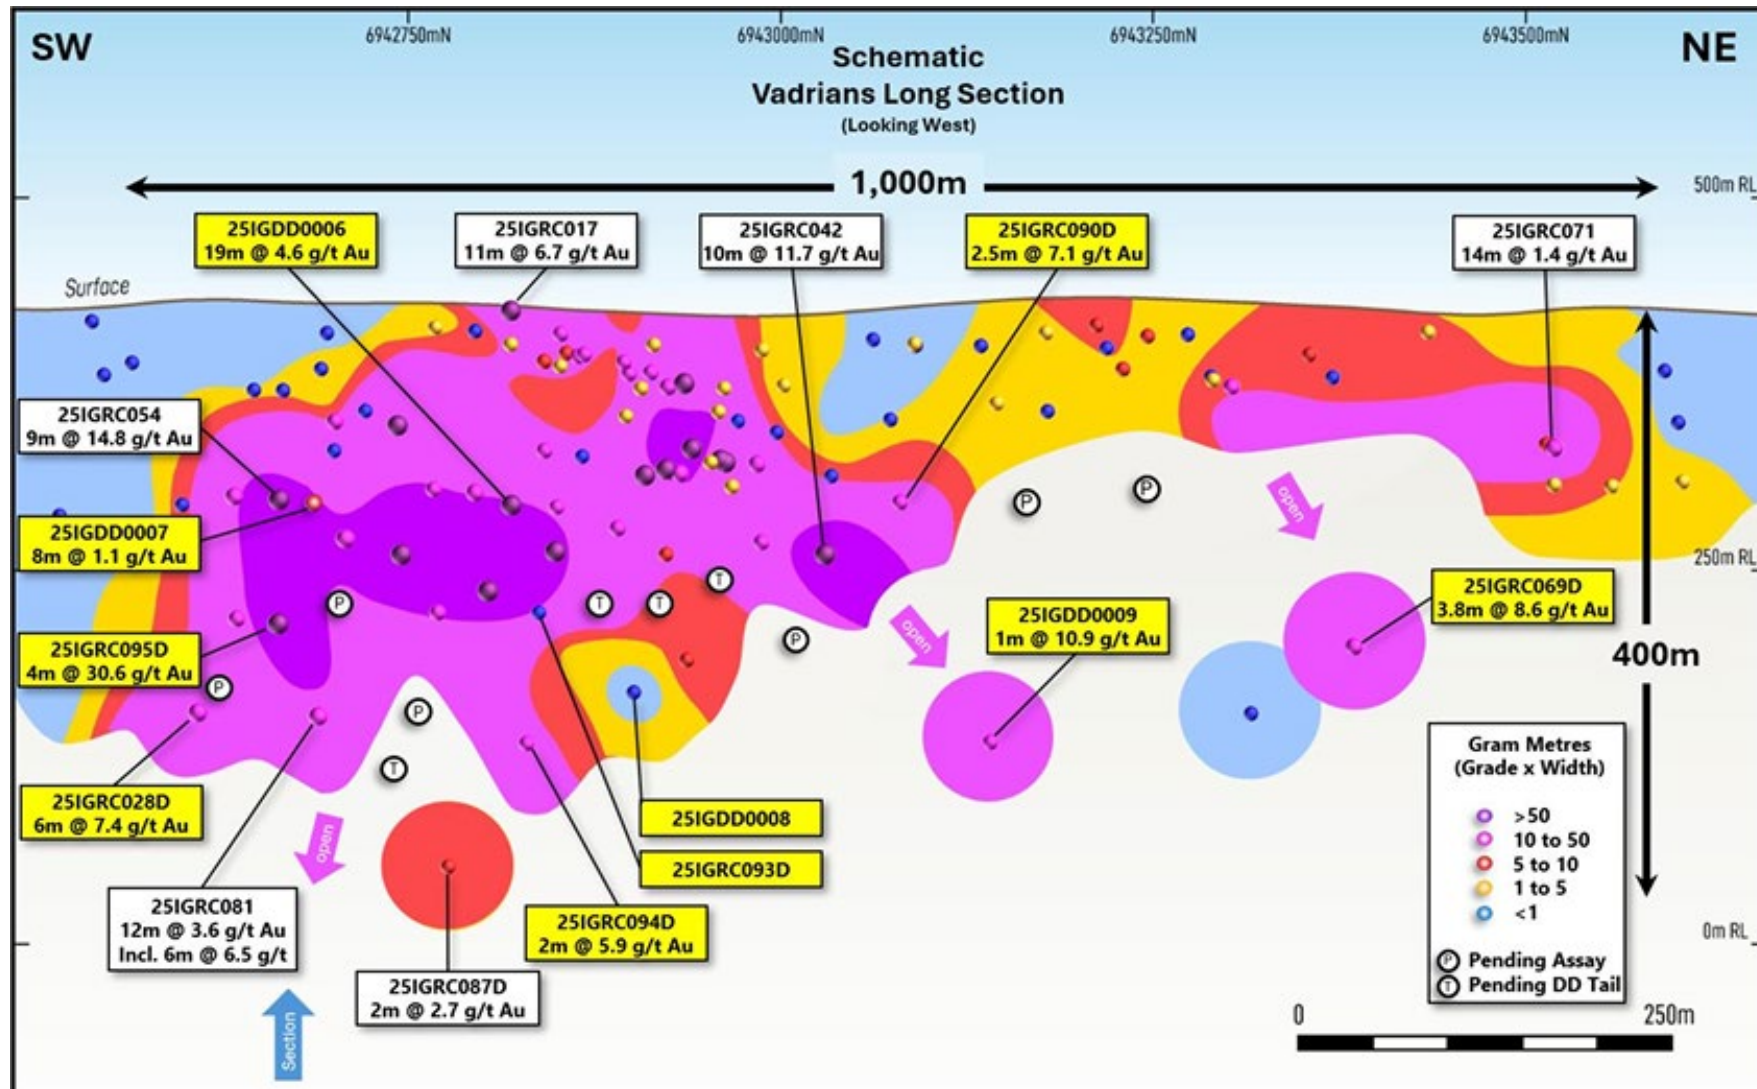 SW
6942750mN
6943000mN
6943250mN
6943500mN
NE
Schematic
Vadrians Long Section
(Looking West)
1,000m
500m RL
25IGDD0006
19m @ 4.6 g/t Au
25IGRC017
11m @ 6.7 g/t Au
25IGRC042
10m @ 11.7 g/t Au
25IGRC090D
2.5m @ 7.1 g/t Au
25IGRC071
14m @ 1.4 g/t Au
Surface
25IGRC054
9m @ 14.8 g/t Au
P
P
open
25IGDD0007
8m @ 1.1 g/t Au
250m RL
T
T
T
P
P
open
25IGDD0009
1m @ 10.9 g/t Au
25IGRC069D
3.8m @ 8.6 g/t Au
25IGRC095D
4m @ 30.6 g/t Au
400m
P
P
T
25IGRC028D
6m @ 7.4 g/t Au
open
25IGDD0008
25IGRC093D
25IGRC094D
2m @ 5.9 g/t Au
25IGRC081
12m @ 3.6 g/t Au
Incl. 6m @ 6.5 g/t
25IGRC087D
2m @ 2.7 g/t Au
Section
Gram Metres
(Grade x Width)
>50
10 to 50
5 to 10
1 to 5
<1
P Pending Assay
T Pending DD Tail
0m RL
0
250m